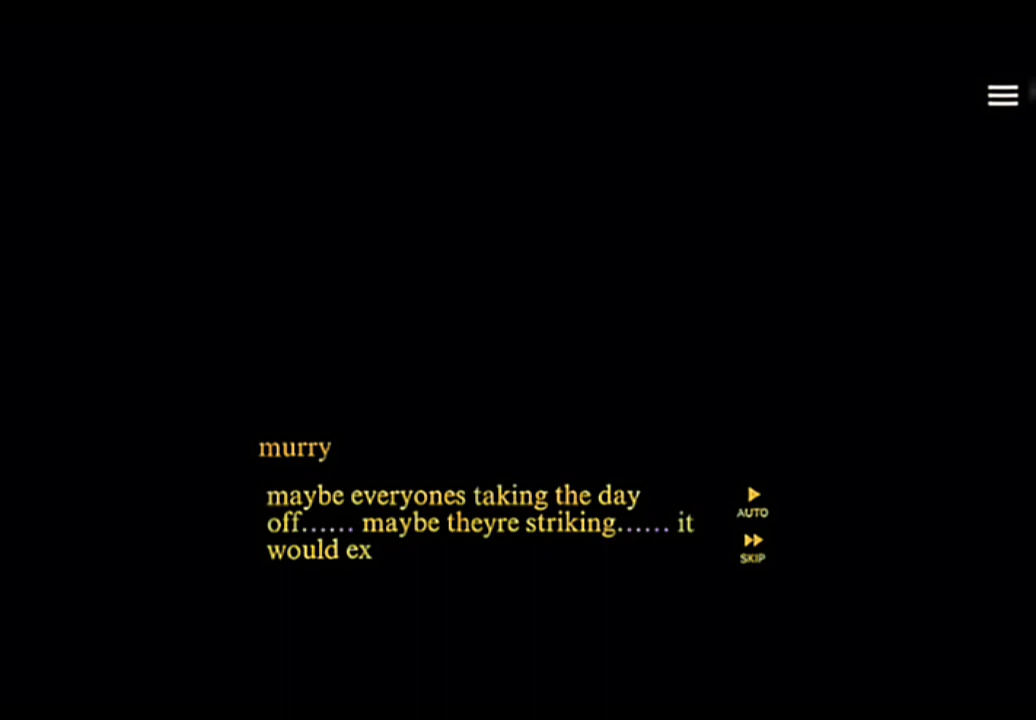 murry
maybe everyones taking the day
off...... maybe theyre striking...... it
would ex
AUTO
SKIP